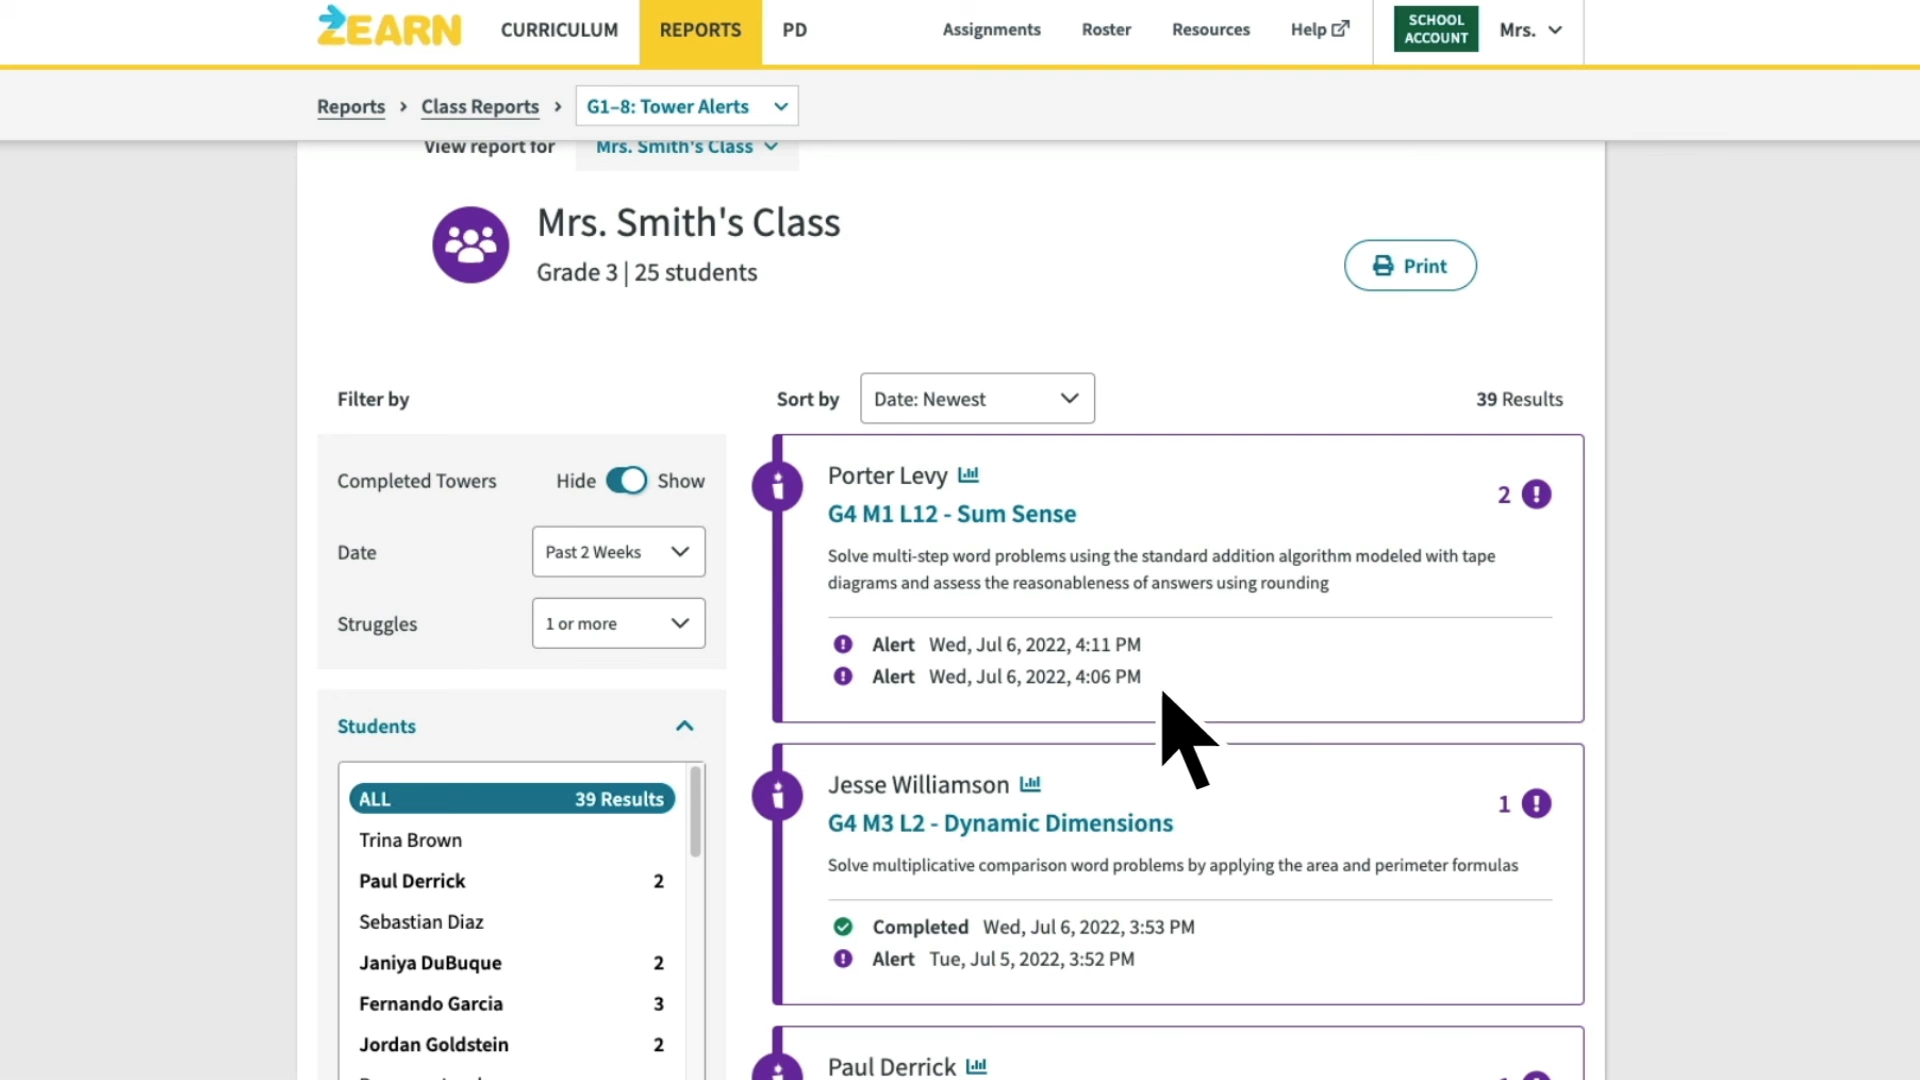 ZEARN
CURRICULUM
REPORTS
PD
Assignments
Roster
Resources
Help
SCHOOL
ACCOUNT
Mrs.
Reports > Class Reports > G1–8: Tower Alerts
View report for Mrs. Smith's Class
Mrs. Smith's Class
Grade 3 | 25 students
Print
Filter by
Completed Towers Hide Show
Date Past 2 Weeks
Struggles 1 or more
Students
ALL 39 Results
Trina Brown
Paul Derrick 2
Sebastian Diaz
Janiya DuBuque 2
Fernando Garcia 3
Jordan Goldstein 2
Sort by Date: Newest
39 Results
Porter Levy
2
G4 M1 L12 - Sum Sense
Solve multi-step word problems using the standard addition algorithm modeled with tape
diagrams and assess the reasonableness of answers using rounding
Alert Wed, Jul 6, 2022, 4:11 PM
Alert Wed, Jul 6, 2022, 4:06 PM
Jesse Williamson
1
G4 M3 L2 - Dynamic Dimensions
Solve multiplicative comparison word problems by applying the area and perimeter formulas
Completed Wed, Jul 6, 2022, 3:53 PM
Alert Tue, Jul 5, 2022, 3:52 PM
Paul Derrick